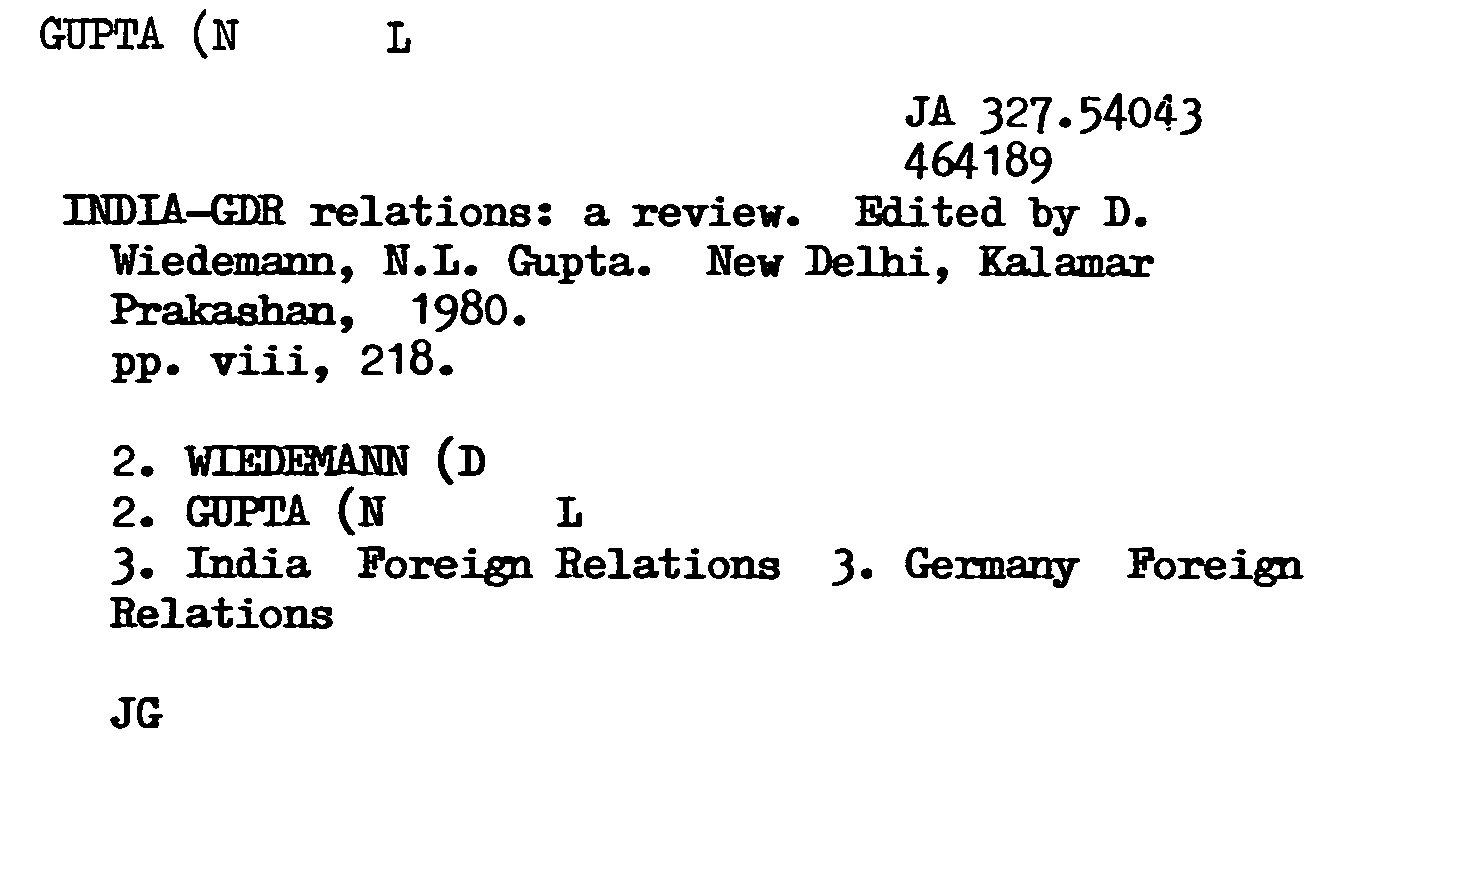 GUPTA (N L
JA 327.54043
464189
INDIA-GDR relations: a review. Edited by D.
Wiedemann, N.L. Gupta. New Delhi, Kalamar
Prakashan, 1980.
pp. viii, 218.
2. WIEDEMANN (D
2. GUPTA (N L
3. India Foreign Relations 3. Germany Foreign
Relations
JG